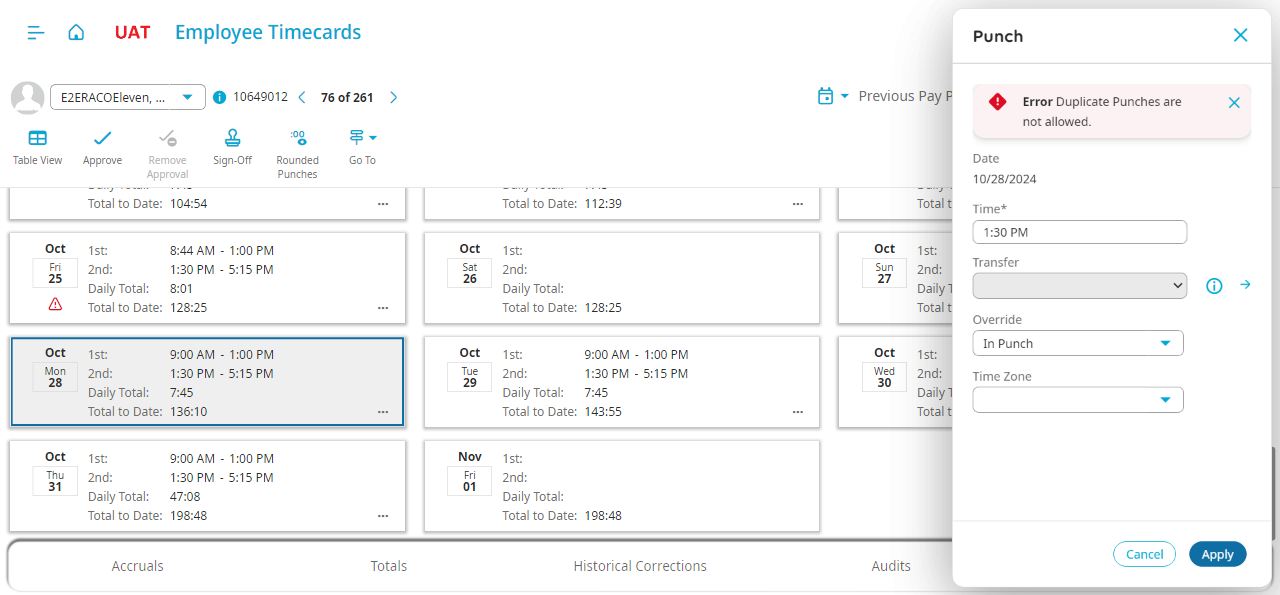 UAT Employee Timecards
E2ERACOEleven, ... 10649012 76 of 261
Previous Pay P
Table View Approve Remove Approval Sign-Off Rounded Punches Go To
Total to Date: 104:54 ...
Total to Date: 112:39 ...
Total t
Oct Fri 25
1st: 8:44 AM - 1:00 PM
2nd: 1:30 PM - 5:15 PM
Daily Total: 8:01
Total to Date: 128:25 ...
Oct Sat 26
1st:
2nd:
Daily Total:
Total to Date: 128:25
Oct Sun 27
1st:
2nd:
Daily T
Total t
Oct Mon 28
1st: 9:00 AM - 1:00 PM
2nd: 1:30 PM - 5:15 PM
Daily Total: 7:45
Total to Date: 136:10 ...
Oct Tue 29
1st: 9:00 AM - 1:00 PM
2nd: 1:30 PM - 5:15 PM
Daily Total: 7:45
Total to Date: 143:55 ...
Oct Wed 30
1st:
2nd:
Daily T
Total t
Oct Thu 31
1st: 9:00 AM - 1:00 PM
2nd: 1:30 PM - 5:15 PM
Daily Total: 47:08
Total to Date: 198:48 ...
Nov Fri 01
1st:
2nd:
Daily Total:
Total to Date: 198:48
Accruals Totals Historical Corrections Audits
Punch
Error Duplicate Punches are
not allowed.
Date
10/28/2024
Time*
1:30 PM
Transfer
Override
In Punch
Time Zone
Cancel Apply